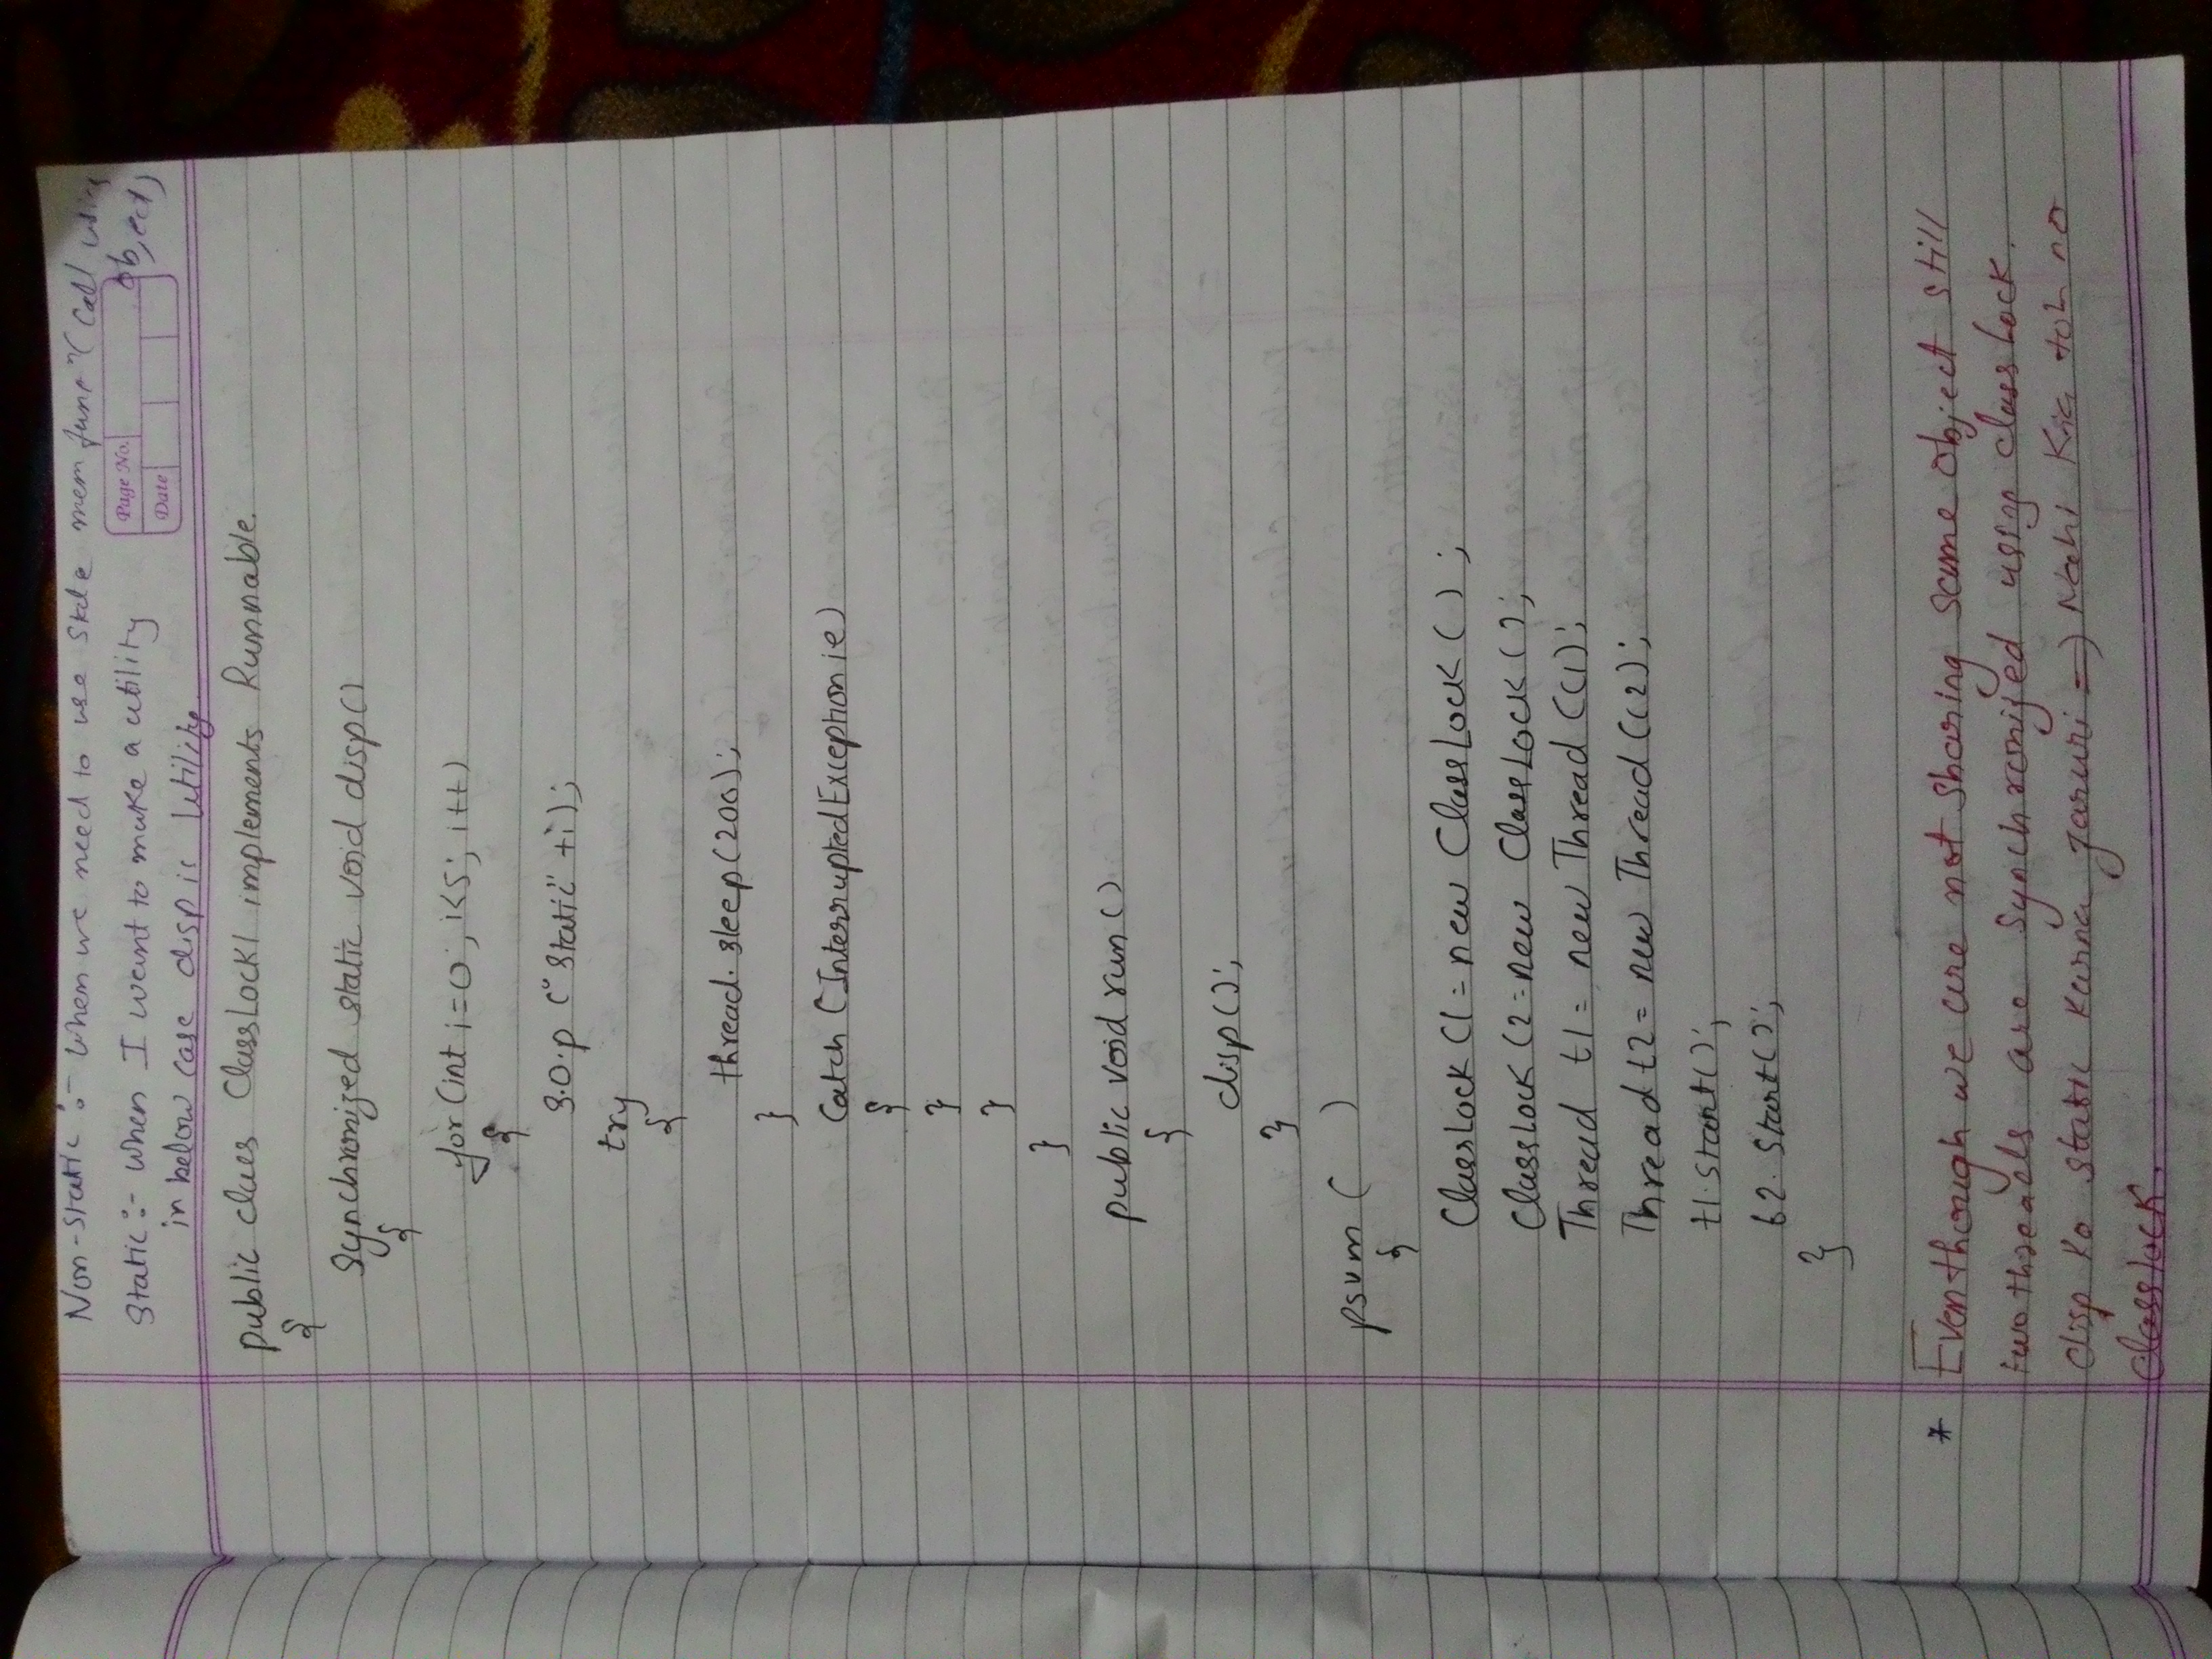 Non-static :- When we need to use state mem funcⁿ (call using object)
Static :- When I want to make a utility
in below case disp is utility.
Page No.
Date
public class ClassLock1 implements Runnable.
{
Synchronized static void disp()
{
for (int i=0; i<5; i++)
{
S.O.p ("Static" +i);
try
{
thread. sleep(200);
}
Catch (InterruptedException ie)
{
}
}
}
public void run()
{
disp();
}
psvm ( )
{
ClassLock C1 = new ClassLock ( ) ;
ClassLock C2 = new ClassLock ( );
Thread t1 = new Thread (C1);
Thread t2 = new Thread (C2);
t1. Start();
t2. Start();
}
* Eventhough we are not Sharing same object still
two threads are Synchronized using class Lock.
disp ko static karna jaruri => Nahi Kia toh no
classlock.